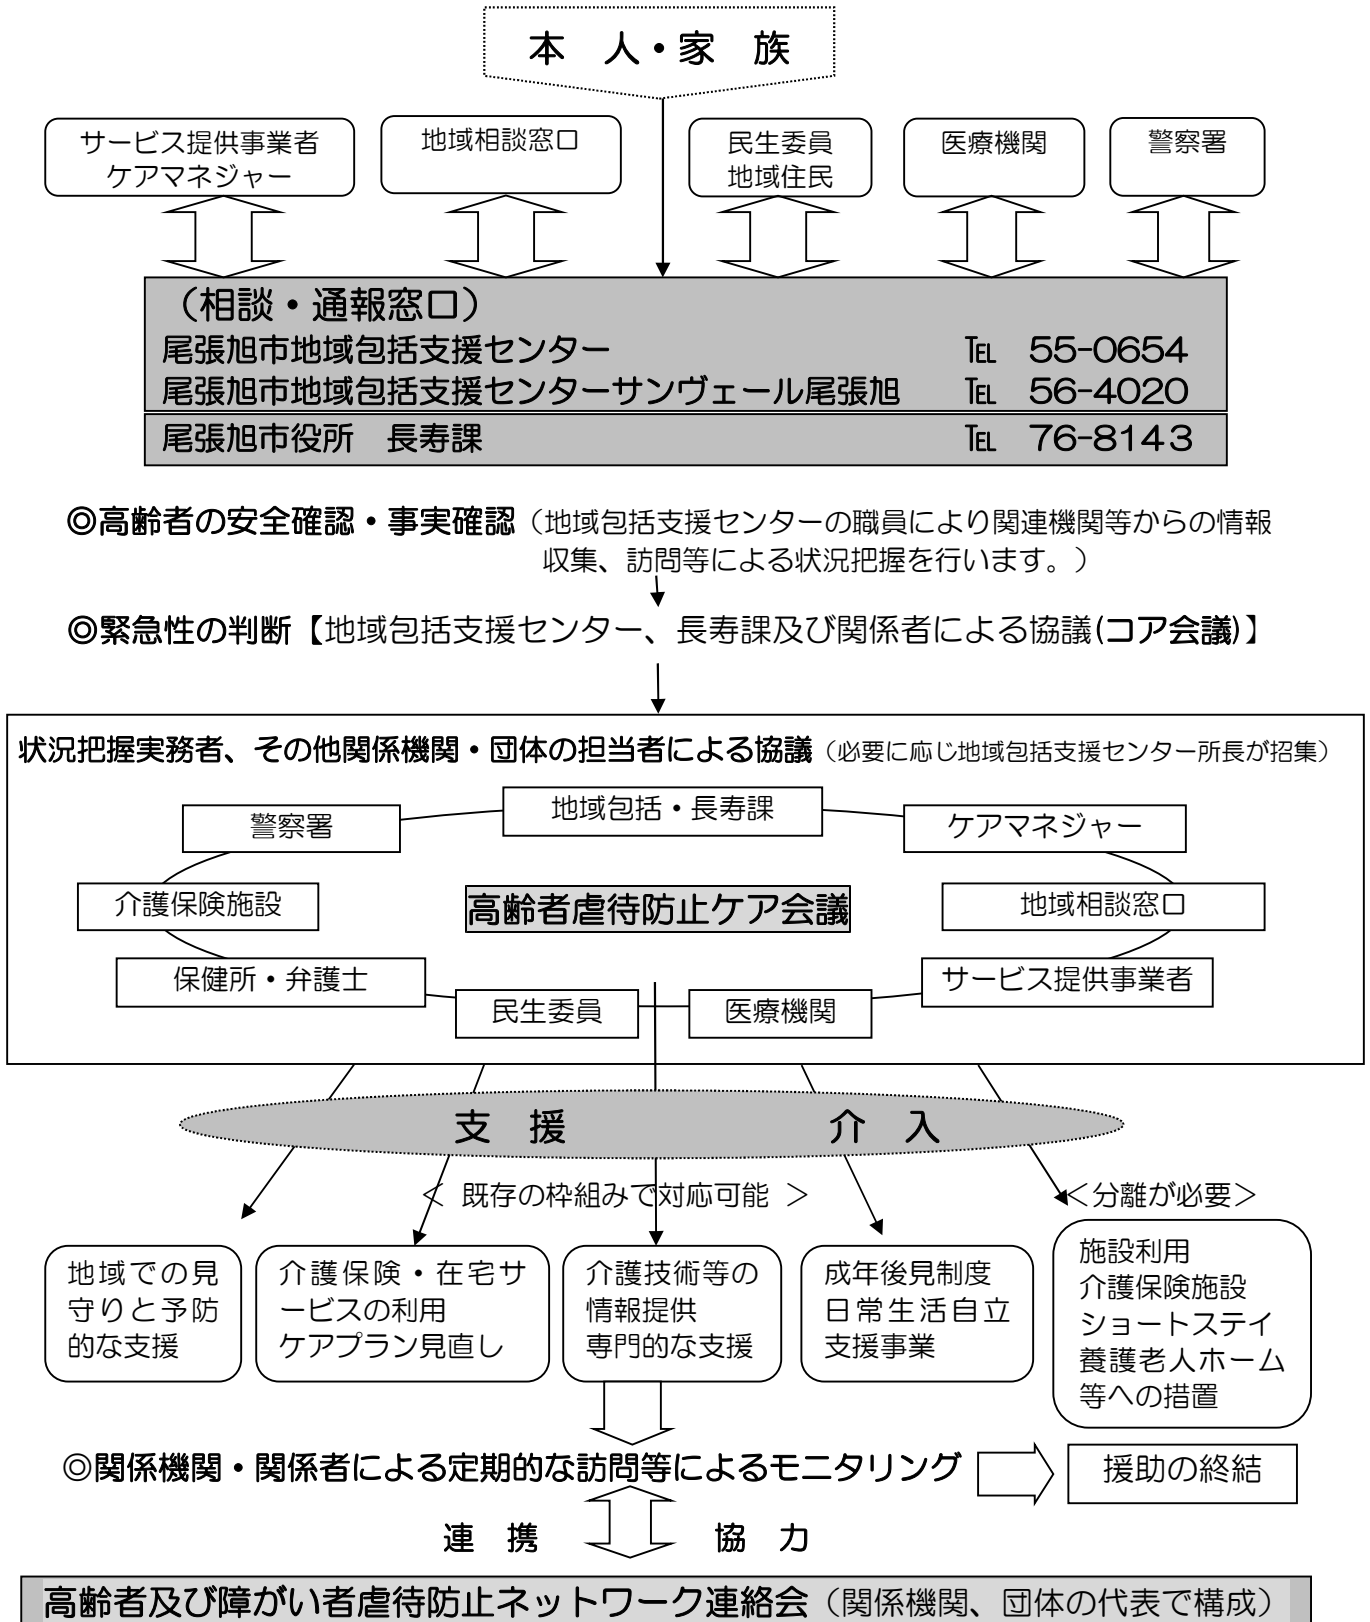 本　人・家　族
サービス提供事業者
ケアマネジャー
地域相談窓口
民生委員
地域住民
医療機関
警察署
（相談・通報窓口）
尾張旭市地域包括支援センター　℡　55-0654
尾張旭市地域包括支援センターサンヴェール尾張旭　℡　56-4020
尾張旭市役所　長寿課　℡　76-8143
◎高齢者の安全確認・事実確認（地域包括支援センターの職員により関連機関等からの情報
収集、訪問等による状況把握を行います。）
◎緊急性の判断【地域包括支援センター、長寿課及び関係者による協議(コア会議)】
状況把握実務者、その他関係機関・団体の担当者による協議（必要に応じ地域包括支援センター所長が招集）
地域包括・長寿課
警察署
ケアマネジャー
介護保険施設
高齢者虐待防止ケア会議
地域相談窓口
保健所・弁護士
サービス提供事業者
民生委員
医療機関
支　援
介　入
＜ 既存の枠組みで対応可能 ＞
＜分離が必要＞
地域での見
守りと予防
的な支援
介護保険・在宅サ
ービスの利用
ケアプラン見直し
介護技術等の
情報提供
専門的な支援
成年後見制度
日常生活自立
支援事業
施設利用
介護保険施設
ショートステイ
養護老人ホーム
等への措置
◎関係機関・関係者による定期的な訪問等によるモニタリング
援助の終結
連　携
協　力
高齢者及び障がい者虐待防止ネットワーク連絡会（関係機関、団体の代表で構成）